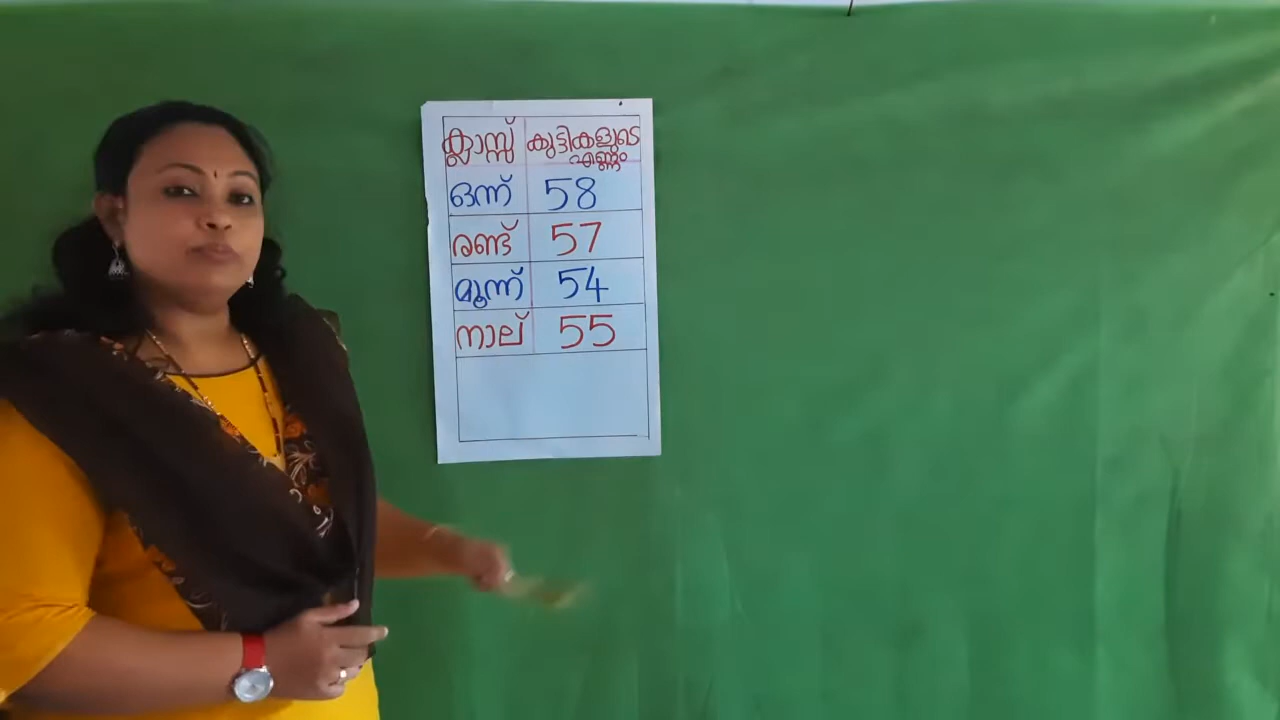 ക്ലാസ്സ് കുട്ടികളുടെ എണ്ണം
ഒന്ന് 58
രണ്ട് 57
മൂന്ന് 54
നാല് 55